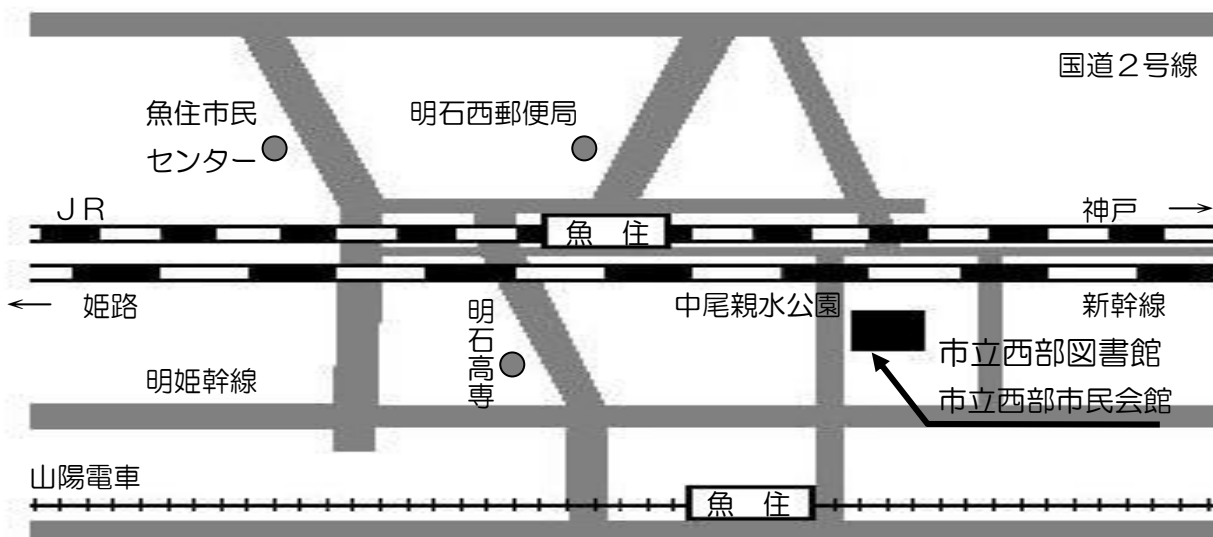 国道２号線
魚住市民
センター
明石西郵便局
ＪＲ
魚　住
神戸　→
←　姫路
明石高専
中尾親水公園
新幹線
市立西部図書館
明姫幹線
市立西部市民会館
山陽電車
魚　住